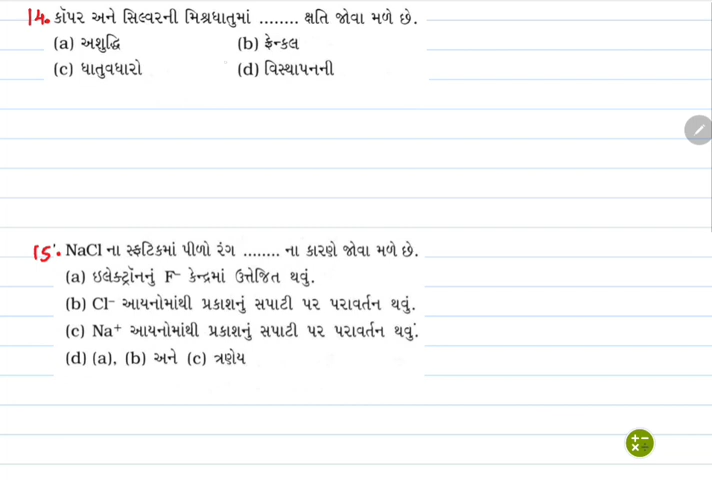 14. કૉપર અને સિલ્વરની મિશ્રધાતુમાં ........ ક્ષતિ જોવા મળે છે.
(a) અશુદ્ધિ (b) ફ્રેન્કલ
(c) ધાતુવધારો (d) વિસ્થાપનની
15. NaCl ના સ્ફટિકમાં પીળો રંગ ........ ના કારણે જોવા મળે છે.
(a) ઇલેક્ટ્રૉનનું F⁻ કેન્દ્રમાં ઉત્તેજિત થવું.
(b) Cl⁻ આયનોમાંથી પ્રકાશનું સપાટી પર પરાવર્તન થવું.
(c) Na⁺ આયનોમાંથી પ્રકાશનું સપાટી પર પરાવર્તન થવું.
(d) (a), (b) અને (c) ત્રણેય